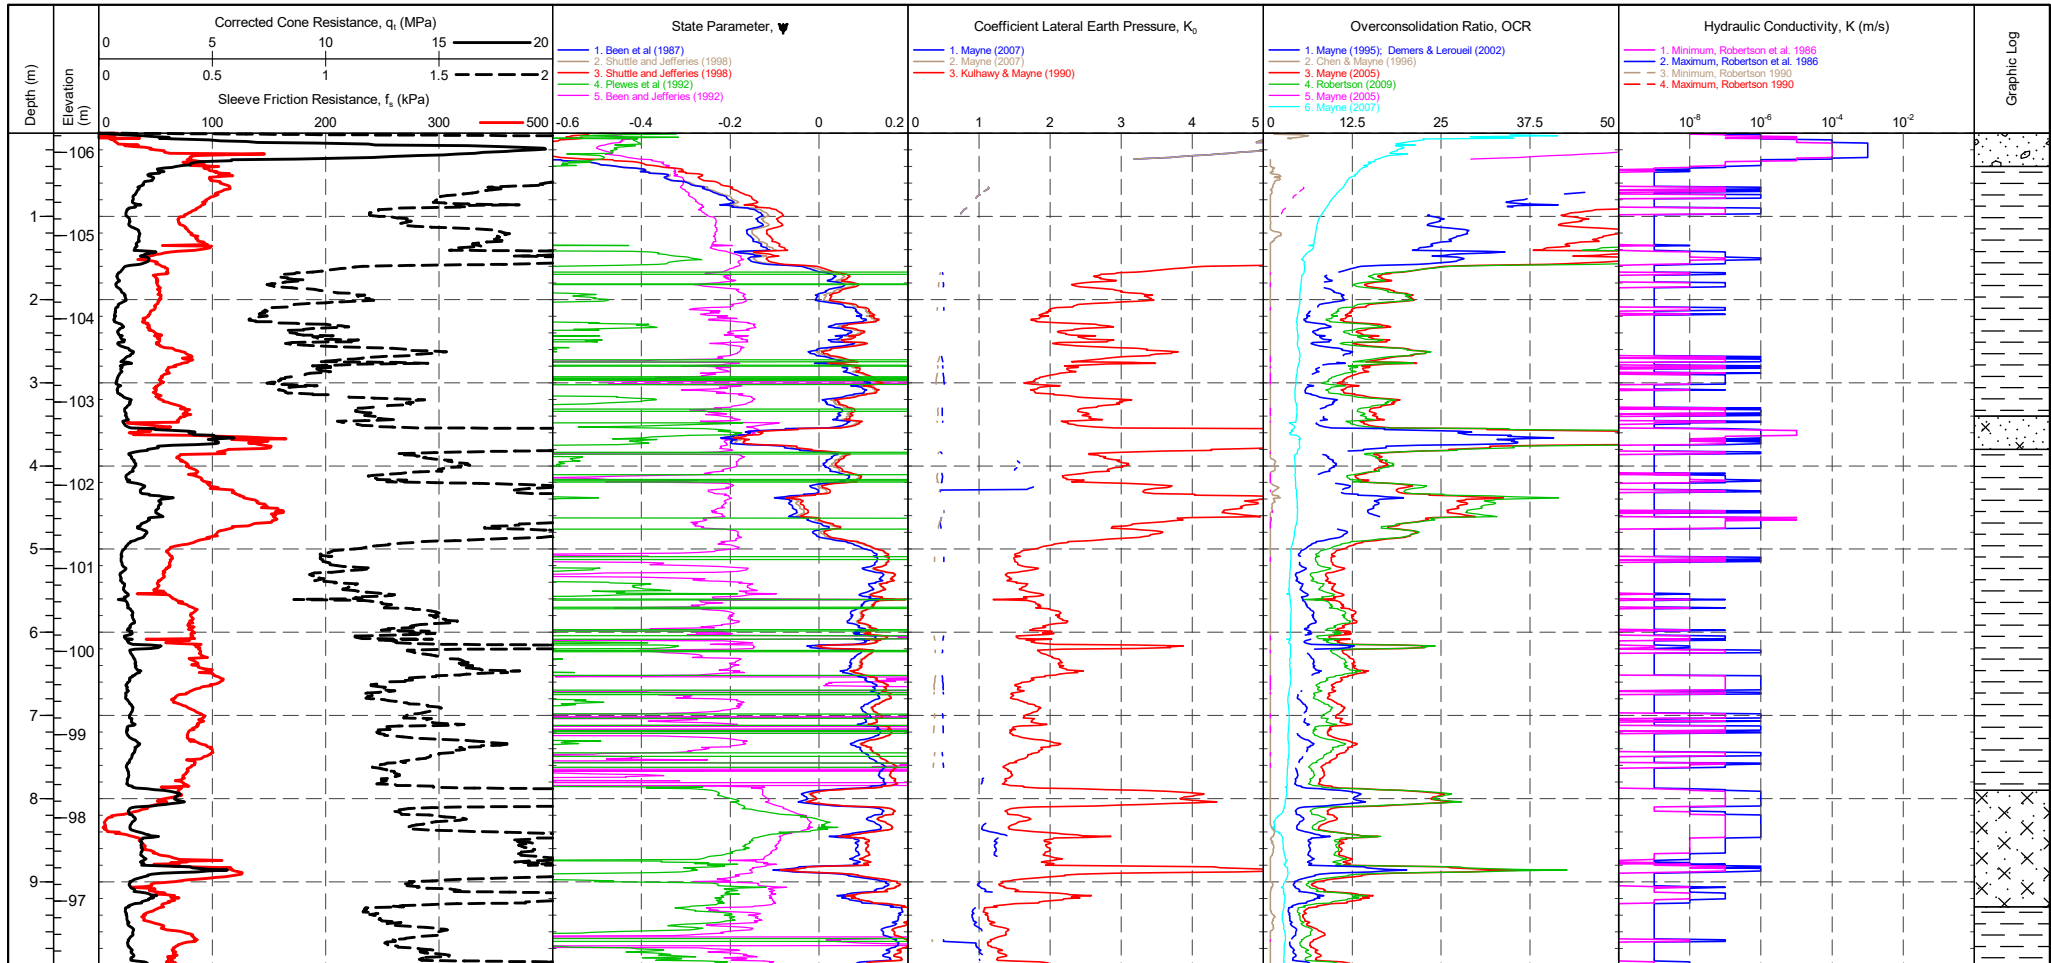 Depth (m)
Elevation (m)
Corrected Cone Resistance, qt (MPa)
0 5 10 15 20
0 0.5 1 1.5 2
Sleeve Friction Resistance, fs (kPa)
100 200 300 500
State Parameter, ψ
1. Been et al (1987)
2. Shuttle and Jefferies (1998)
3. Shuttle and Jefferies (1998)
4. Plewes et al (1992)
5. Been and Jefferies (1992)
-0.6 -0.4 -0.2 0 0.2
Coefficient Lateral Earth Pressure, K0
1. Mayne (2007)
2. Mayne (2007)
3. Kulhawy & Mayne (1990)
0 1 2 3 4 5
Overconsolidation Ratio, OCR
1. Mayne (1995); Demers & Leroueil (2002)
2. Chen & Mayne (1996)
3. Mayne (2005)
4. Robertson (2009)
5. Mayne (2005)
6. Mayne (2007)
0 12.5 25 37.5 50
Hydraulic Conductivity, K (m/s)
1. Minimum, Robertson et al. 1986
2. Maximum, Robertson et al. 1986
3. Minimum, Robertson 1990
4. Maximum, Robertson 1990
10-8 10-6 10-4 10-2
Graphic Log
106
1
105
2
104
3
103
4
102
5
101
6
100
7
99
8
98
9
97